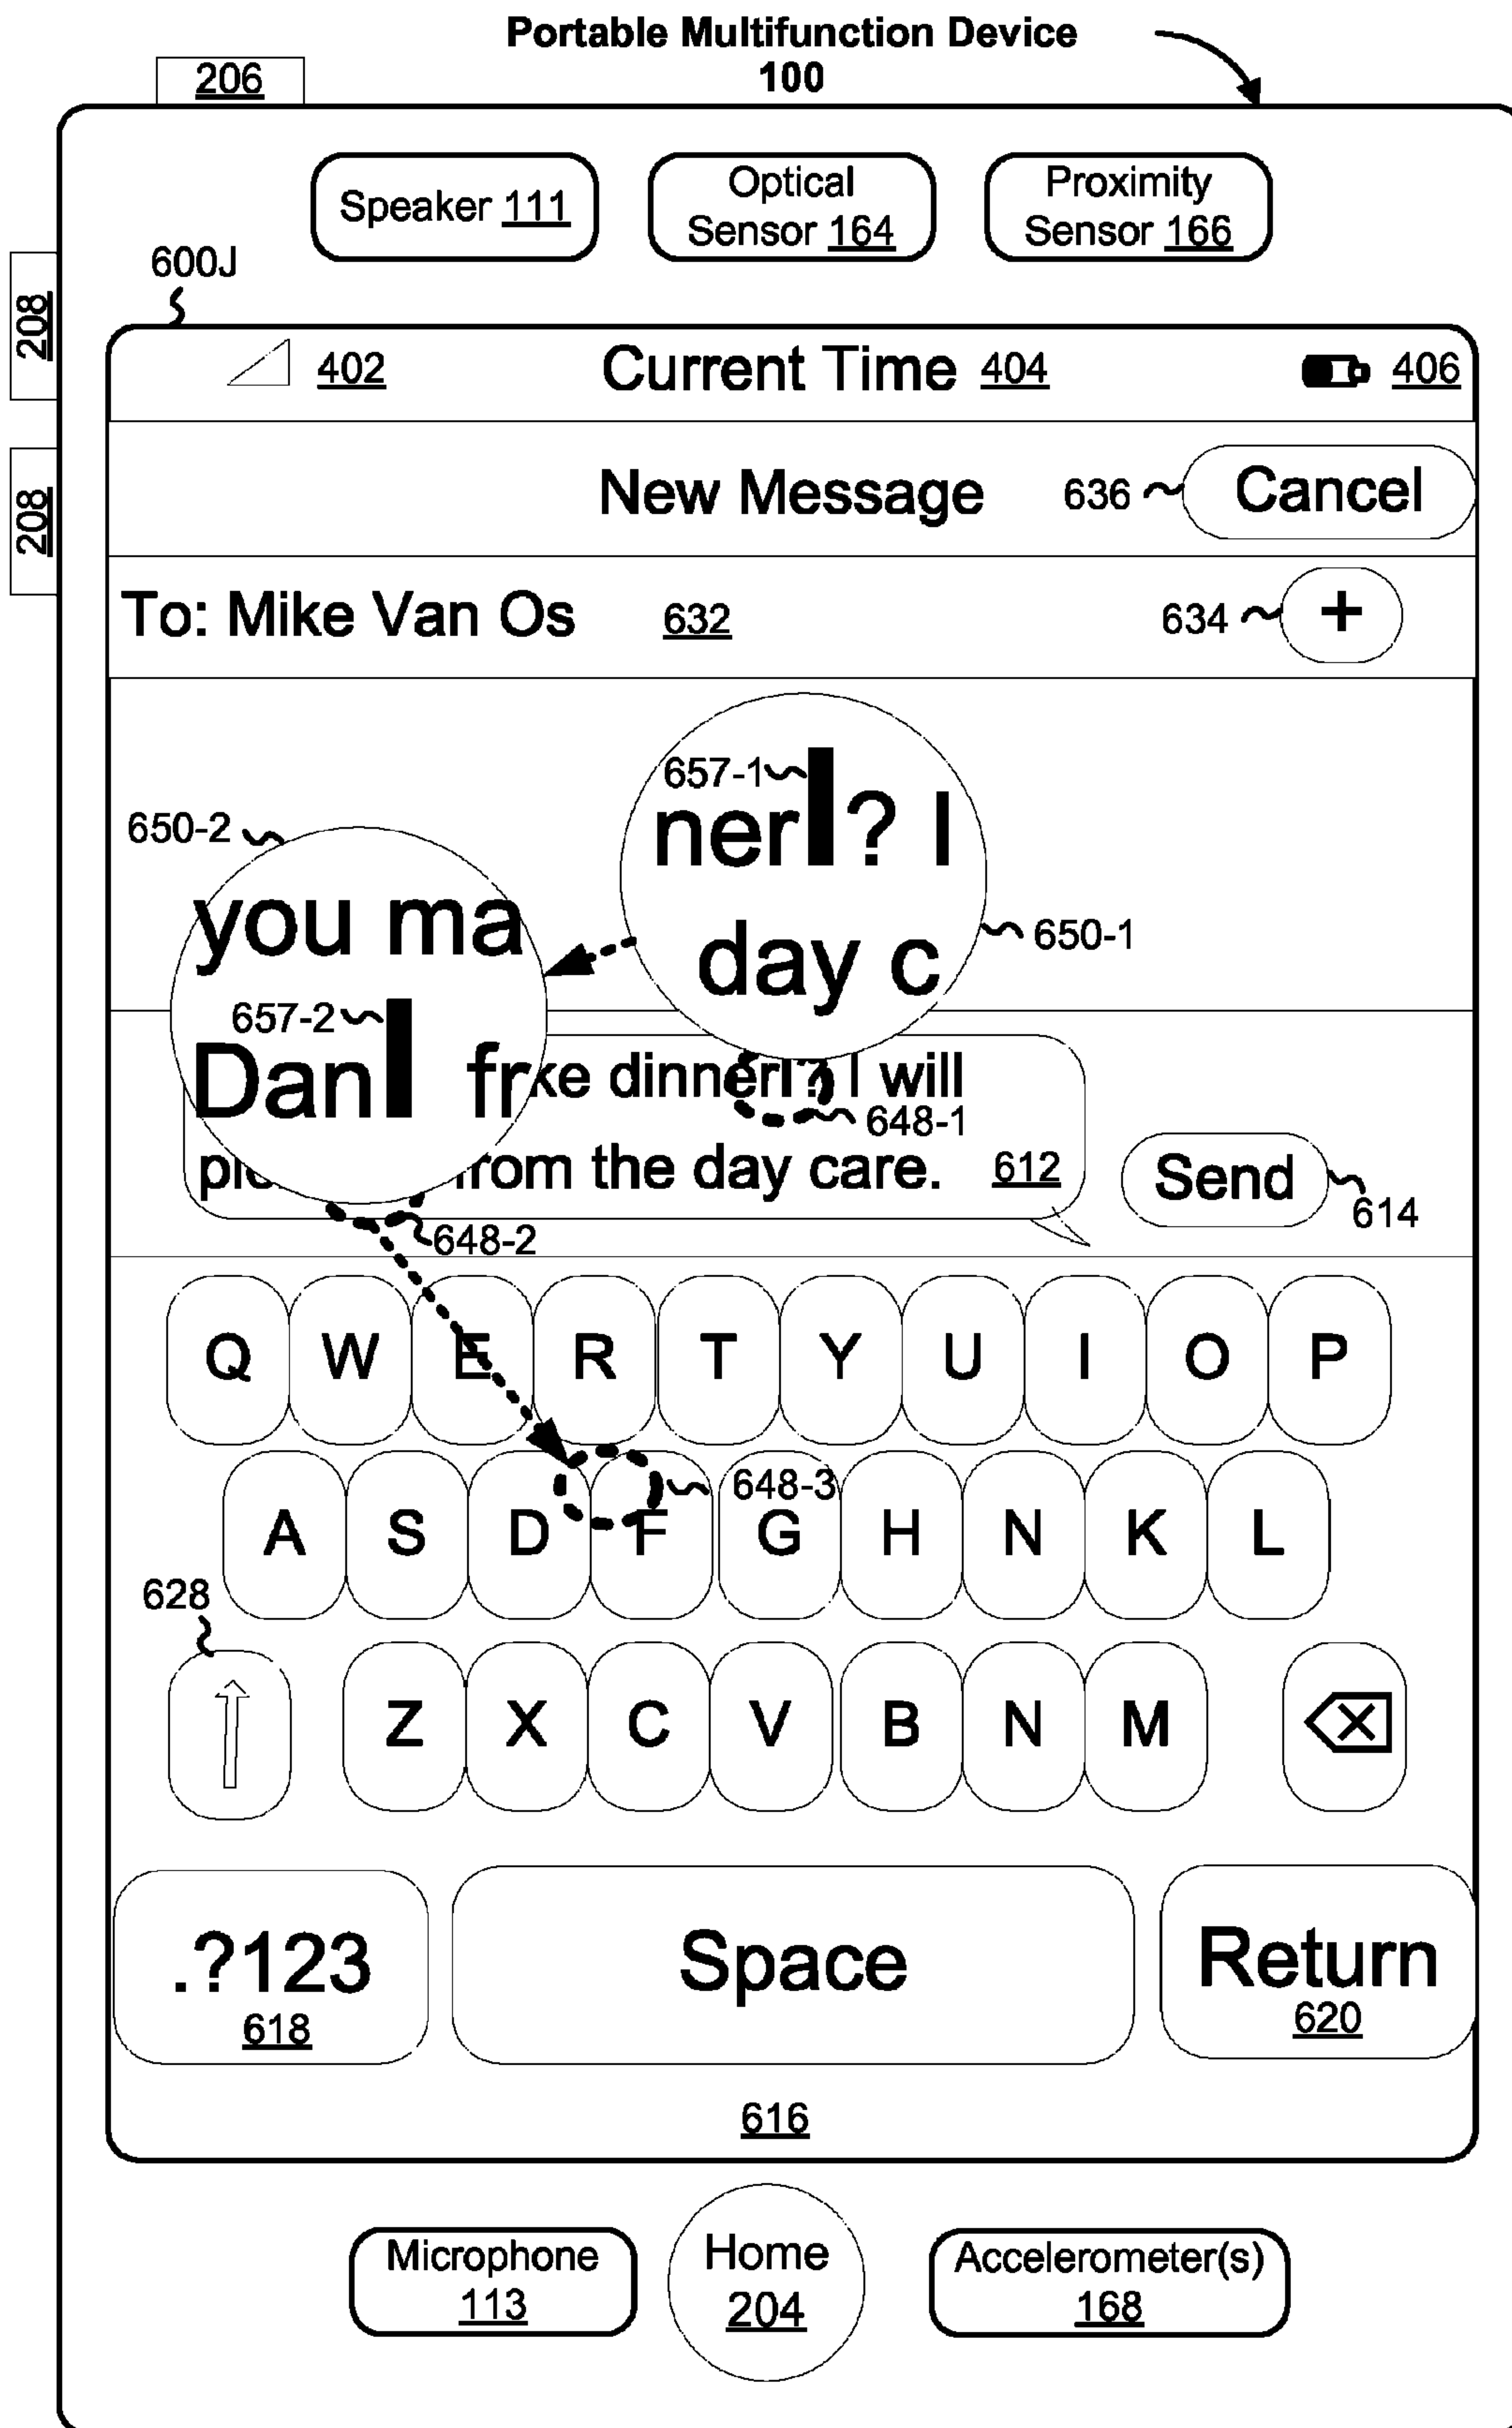 Portable Multifunction Device
100
206
Speaker 111
Optical
Sensor 164
Proximity
Sensor 166
600J
208
208
402 Current Time 404 406
New Message 636 Cancel
To: Mike Van Os 632 634 +
657-1
ner? I
day c
650-1
650-2
you ma
657-2
Dan fr
ke dinner? I will
648-1
from the day care. 612
Send
614
648-2
Q W E R T Y U I O P
648-3
A S D F G H N K L
628
Z X C V B N M
.?123
618
Space
Return
620
616
Microphone
113
Home
204
Accelerometer(s)
168